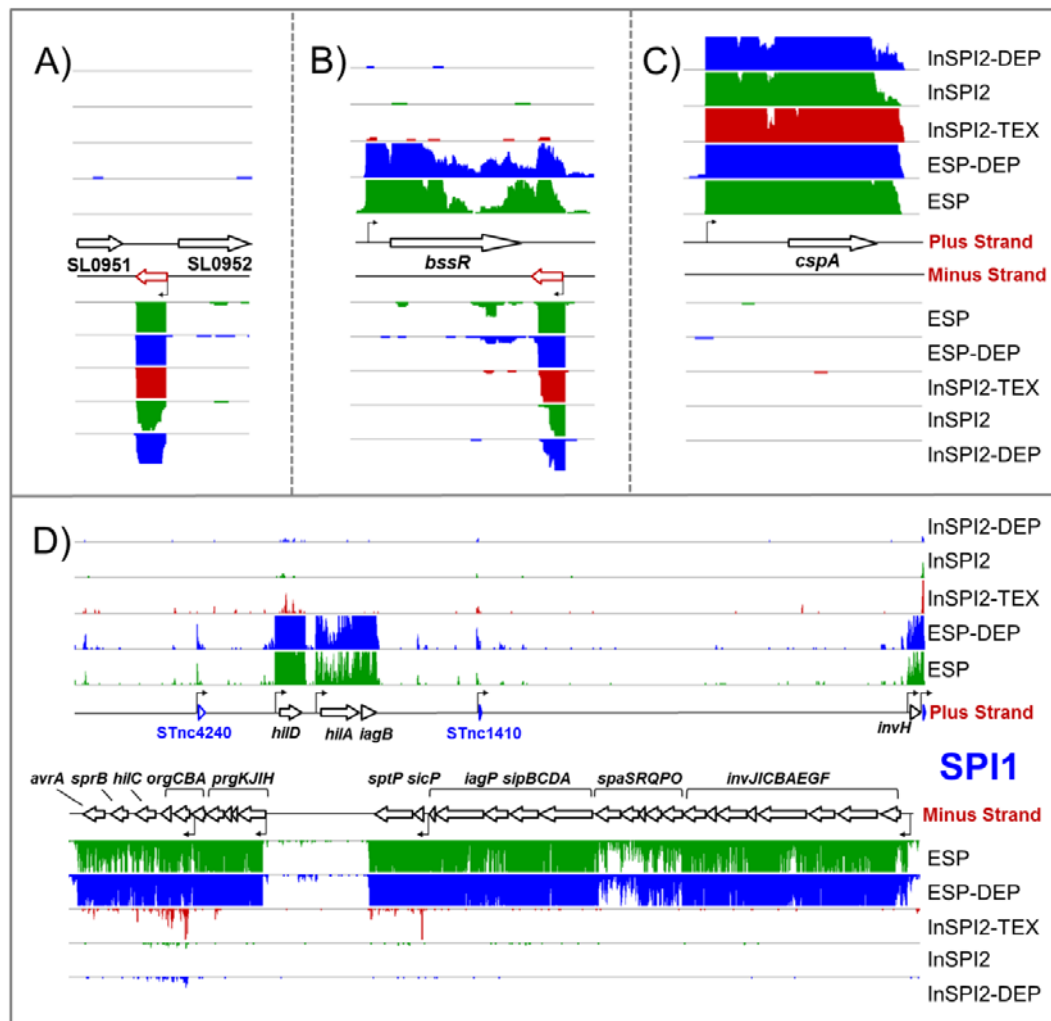 A)
B)
C)
InSPI2-DEP
InSPI2
InSPI2-TEX
ESP-DEP
ESP
SL0951
SL0952
bssR
cspA
Plus Strand
Minus Strand
ESP
ESP-DEP
InSPI2-TEX
InSPI2
InSPI2-DEP
D)
InSPI2-DEP
InSPI2
InSPI2-TEX
ESP-DEP
ESP
STnc4240
hilD
hilA
iagB
STnc1410
invH
Plus Strand
SPI1
avrA sprB hilC orgCBA prgKJIH sptP sicP iagP sipBCDA spaSRQPO invJICBAEGF
Minus Strand
ESP
ESP-DEP
InSPI2-TEX
InSPI2
InSPI2-DEP